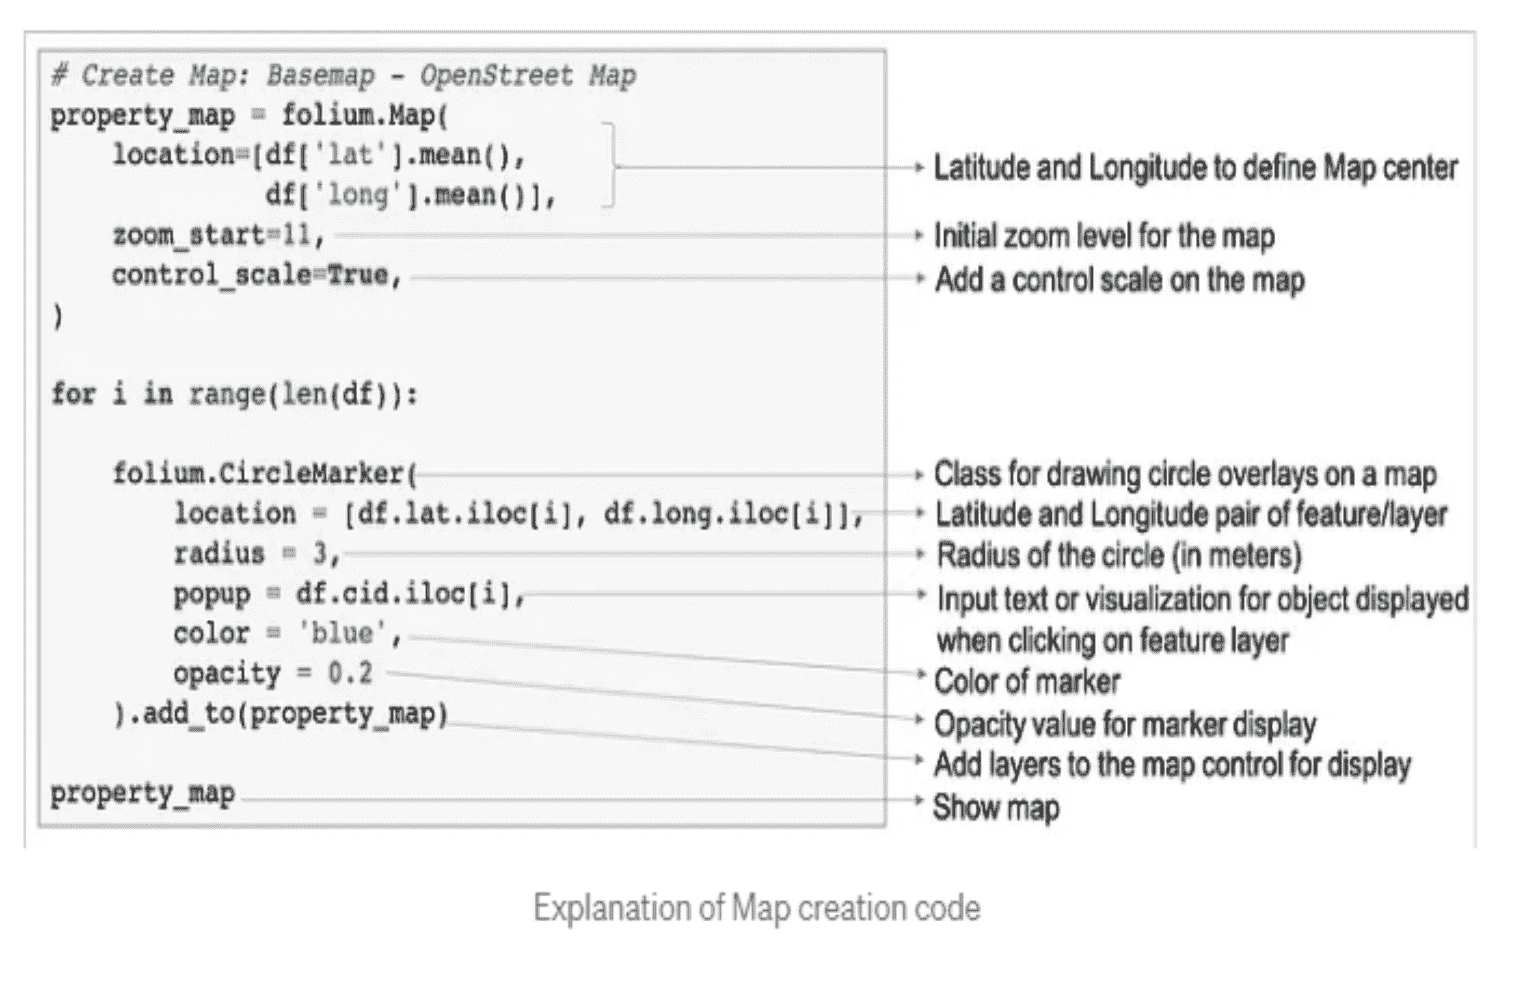 # Create Map: Basemap - OpenStreet Map
property_map = folium.Map(
location=[df['lat'].mean(),
df['long'].mean()],
Latitude and Longitude to define Map center
zoom_start=11,
Initial zoom level for the map
control_scale=True,
Add a control scale on the map
)
for i in range(len(df)):
folium.CircleMarker(
Class for drawing circle overlays on a map
location = [df.lat.iloc[i], df.long.iloc[i]],
Latitude and Longitude pair of feature/layer
radius = 3,
Radius of the circle (in meters)
popup = df.cid.iloc[i],
Input text or visualization for object displayed
when clicking on feature layer
color = 'blue',
Color of marker
opacity = 0.2
Opacity value for marker display
).add_to(property_map)
Add layers to the map control for display
property_map
Show map
Explanation of Map creation code